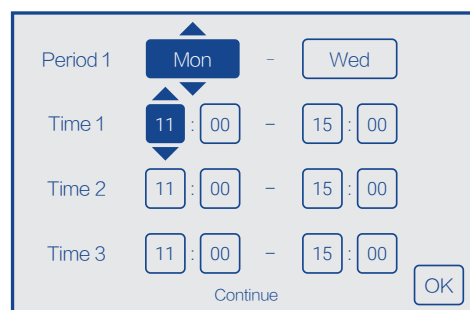 Period 1 Mon - Wed
Time 1 11 : 00 - 15 : 00
Time 2 11 : 00 - 15 : 00
Time 3 11 : 00 - 15 : 00
Continue
OK